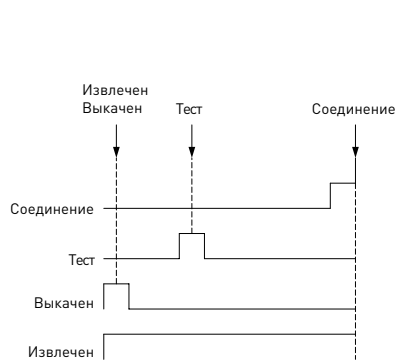 Извлечен
Выкачен
Тест
Соединение
Соединение
Тест
Выкачен
Извлечен